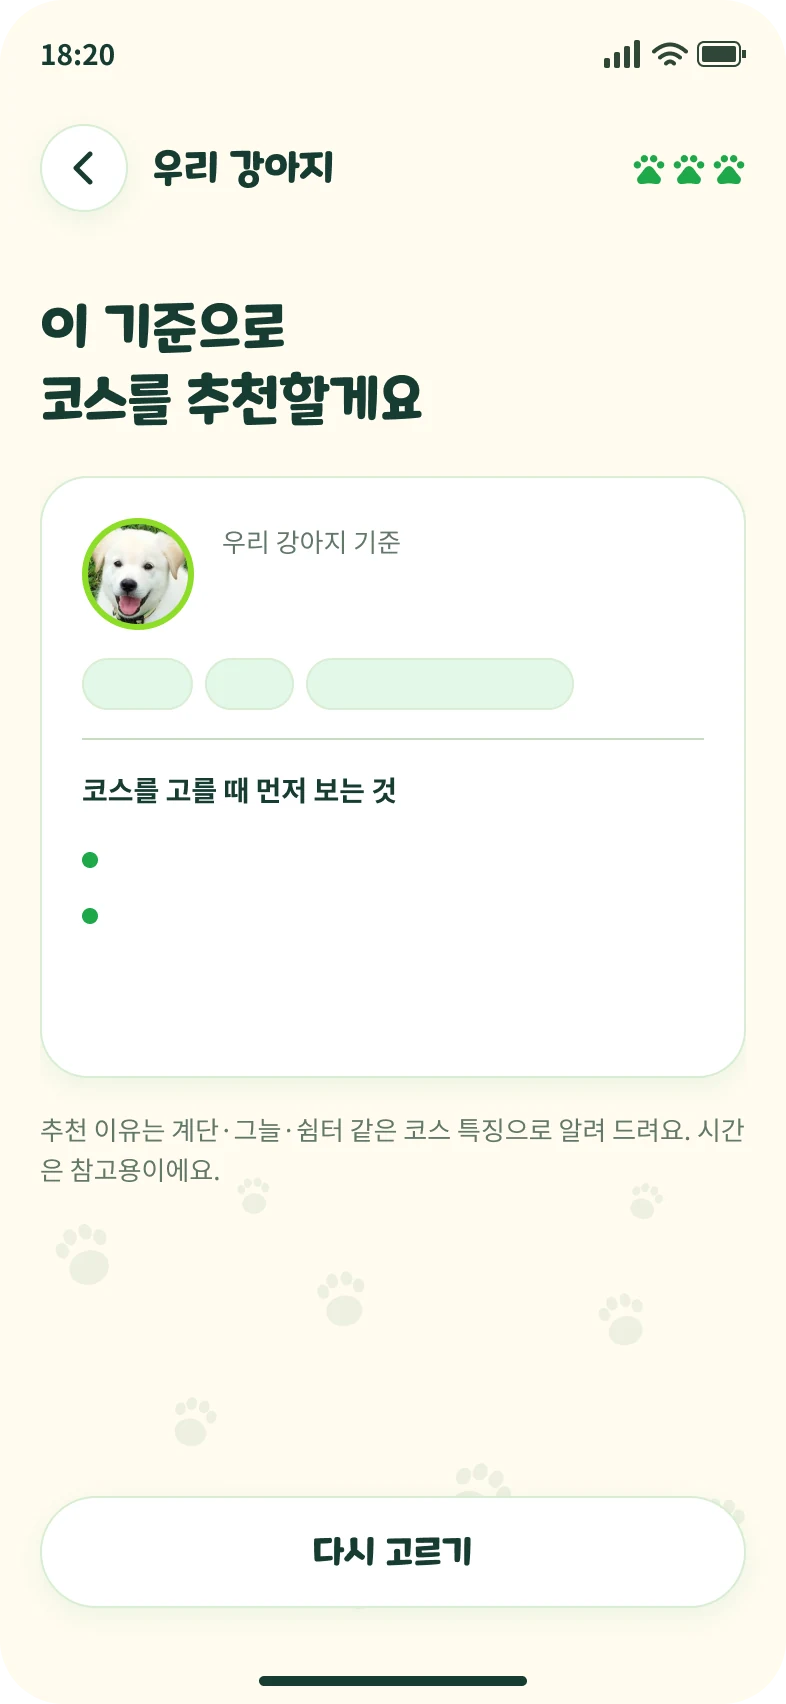 18:20
우리 강아지
이 기준으로
코스를 추천할게요
우리 강아지 기준
코스를 고를 때 먼저 보는 것
추천 이유는 계단·그늘·쉼터 같은 코스 특징으로 알려 드려요. 시간
은 참고용이에요.
다시 고르기